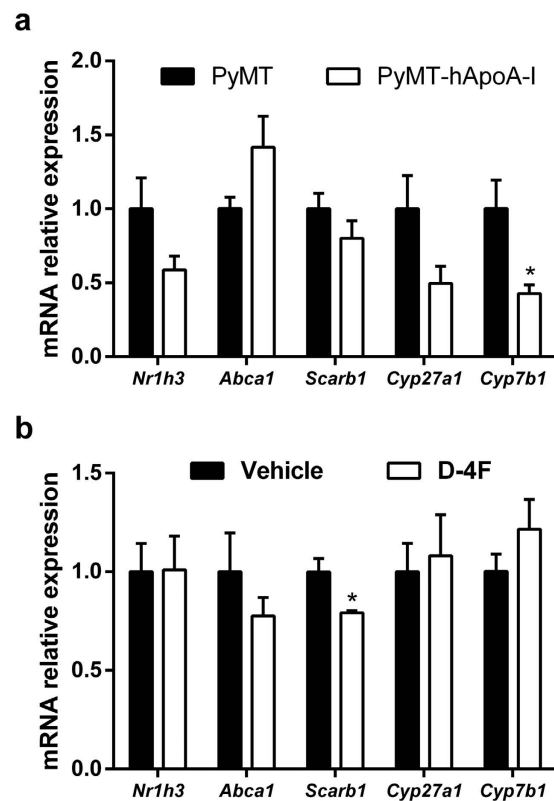 a
mRNA relative expression
2.0
1.5
1.0
0.5
0.0
PyMT PyMT-hApoA-I
*
Nr1h3 Abca1 Scarb1 Cyp27a1 Cyp7b1
b
mRNA relative expression
1.5
1.0
0.5
0.0
Vehicle D-4F
*
Nr1h3 Abca1 Scarb1 Cyp27a1 Cyp7b1